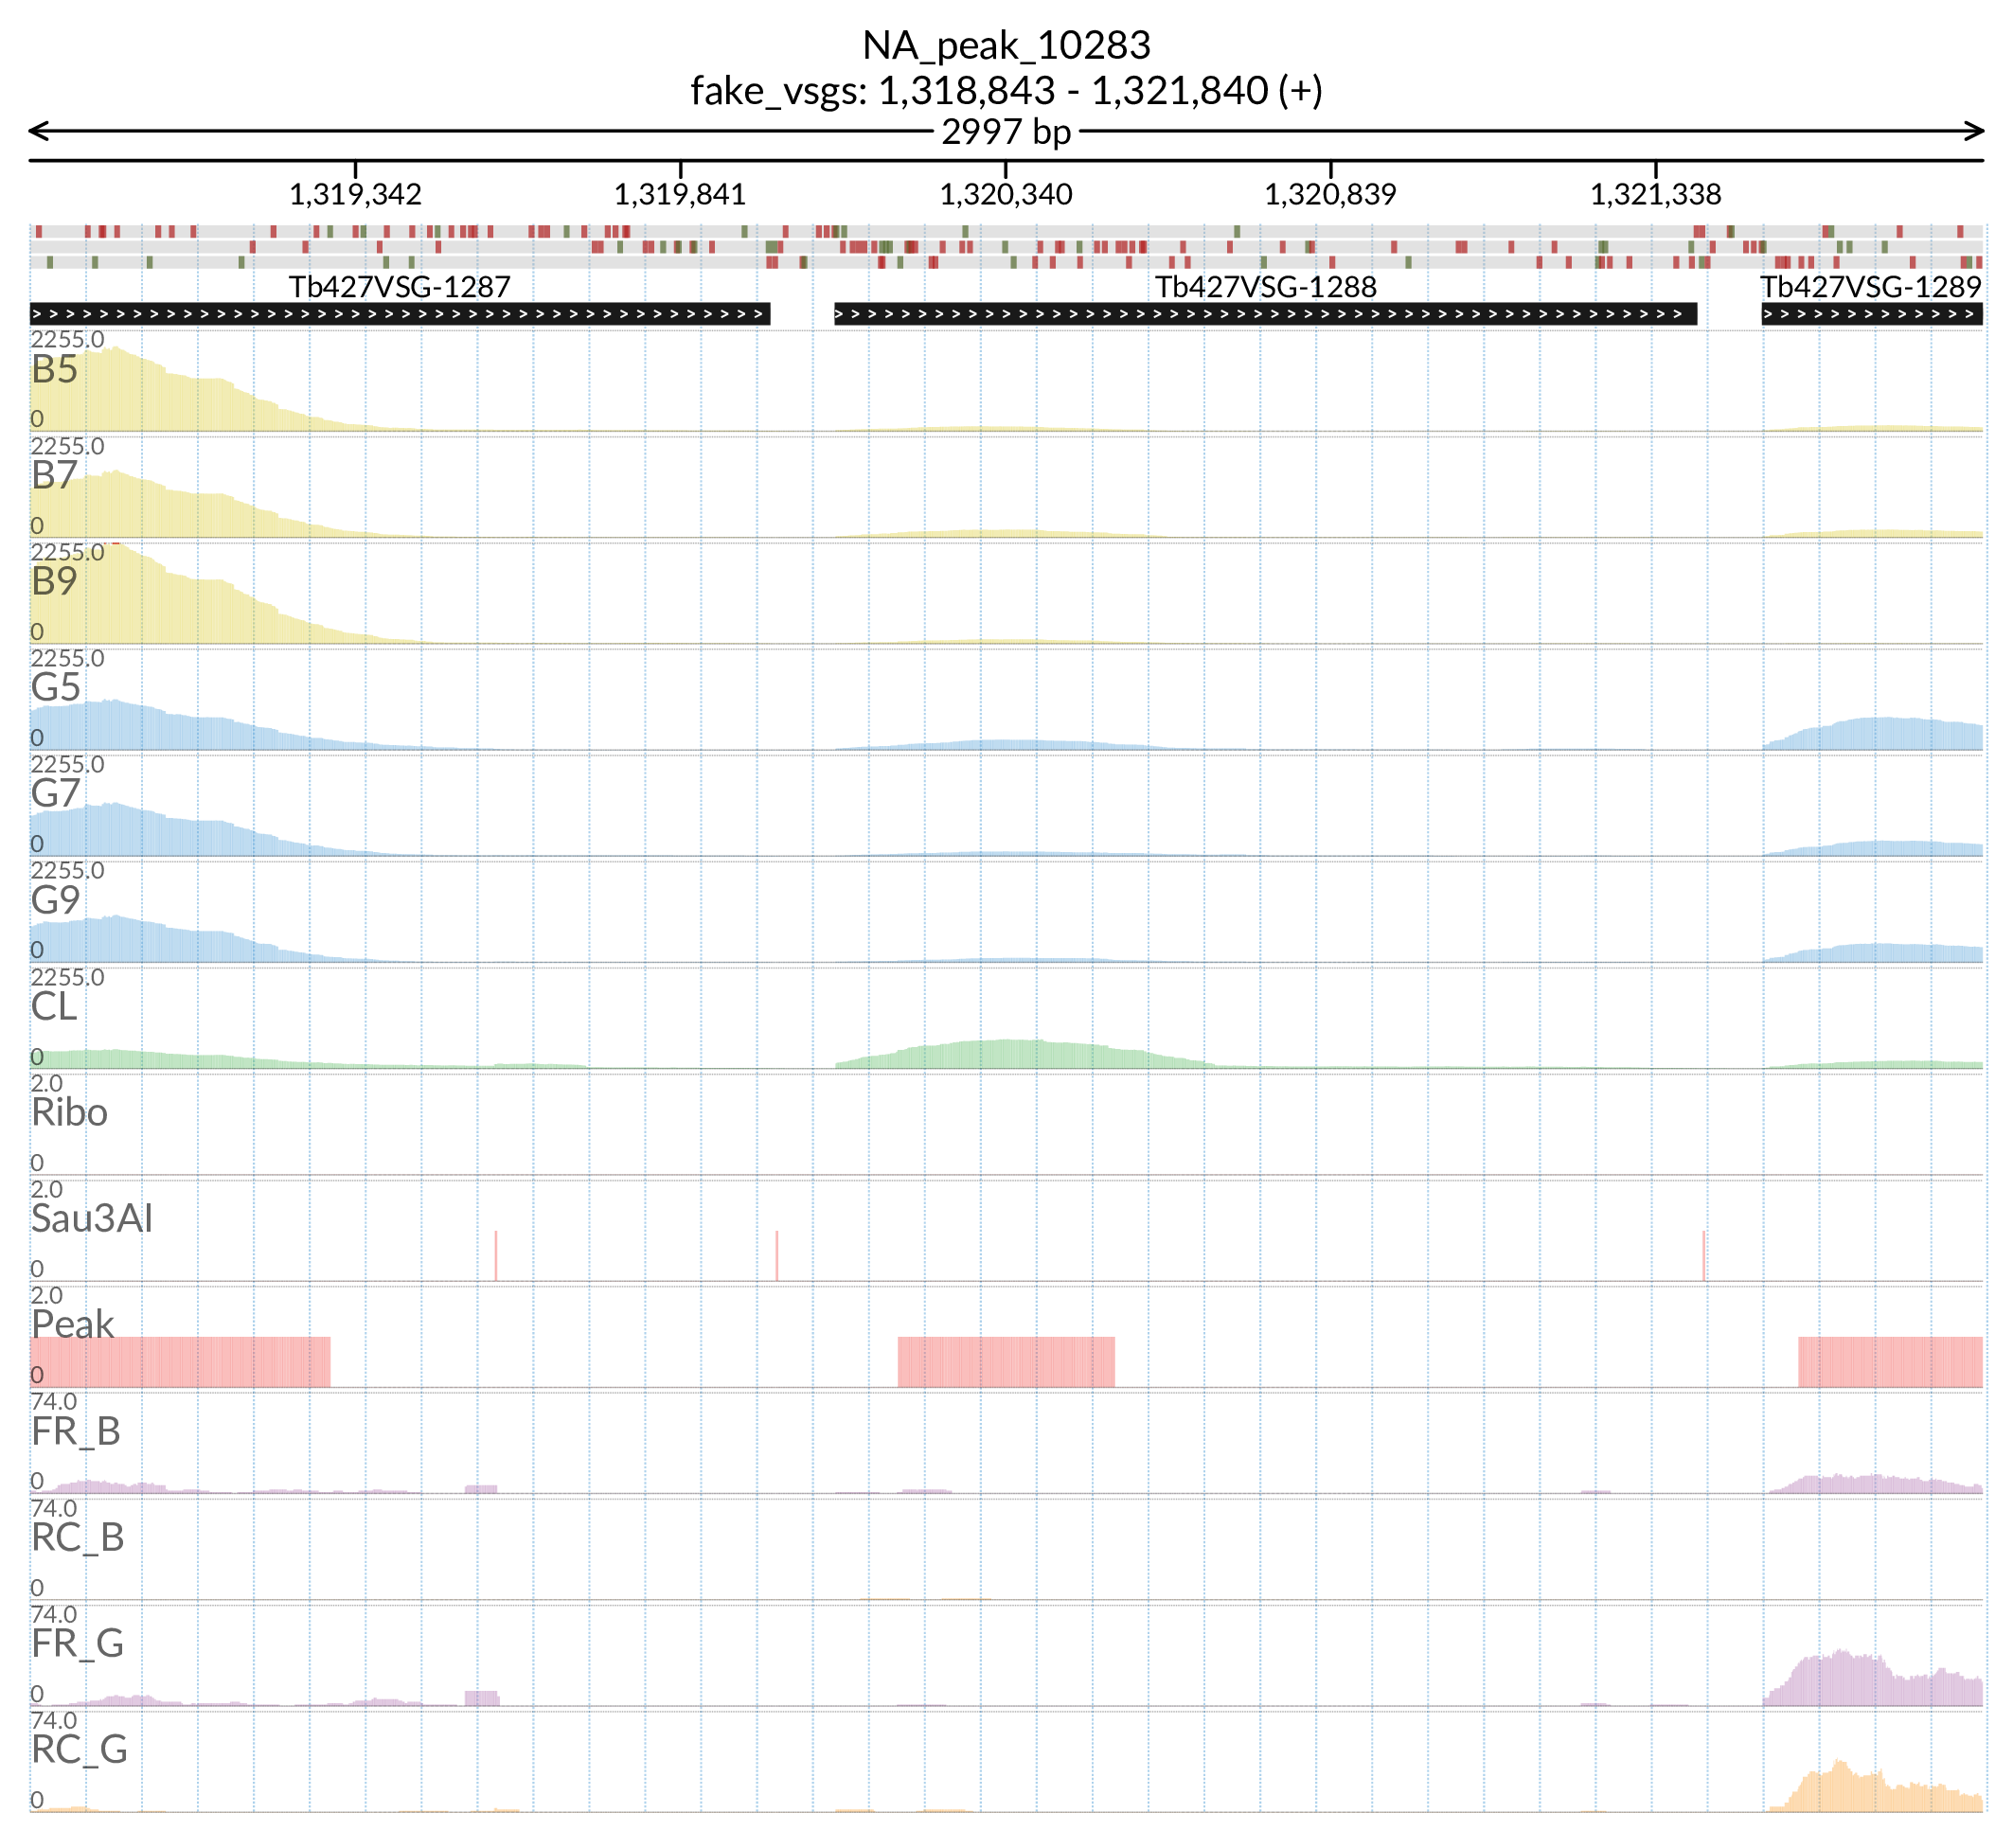 NA_peak_10283
fake_vsgs: 1,318,843 - 1,321,840 (+)
2997 bp
1,319,342 1,319,841 1,320,340 1,320,839 1,321,338
Tb427VSG-1287 Tb427VSG-1288 Tb427VSG-1289
2255.0
B5
0
2255.0
B7
0
2255.0
B9
0
2255.0
G5
0
2255.0
G7
0
2255.0
G9
0
2255.0
CL
0
2.0
Ribo
0
2.0
Sau3AI
0
2.0
Peak
0
74.0
FR_B
0
74.0
RC_B
0
74.0
FR_G
0
74.0
RC_G
0